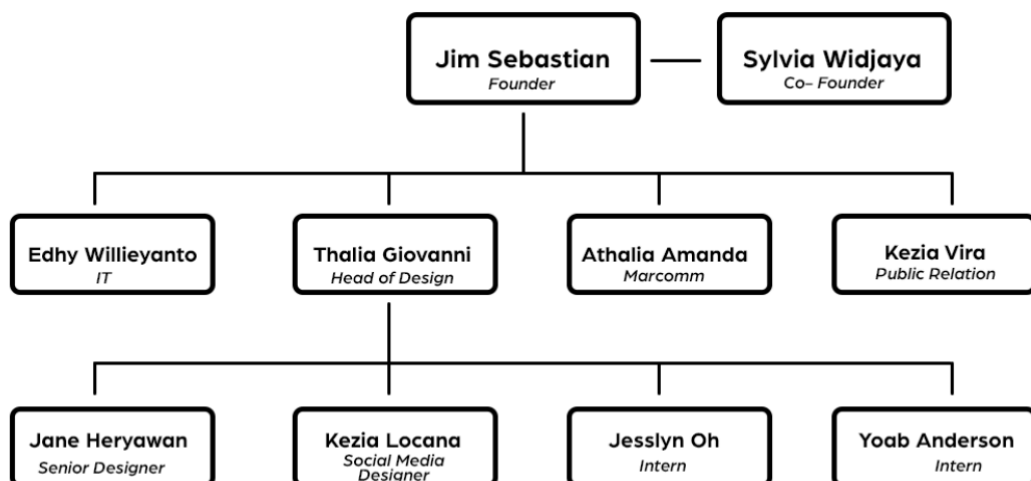 Jim Sebastian
Founder
Sylvia Widjaya
Co- Founder
Edhy Willieyanto
IT
Thalia Giovanni
Head of Design
Athalia Amanda
Marcomm
Kezia Vira
Public Relation
Jane Heryawan
Senior Designer
Kezia Locana
Social Media
Designer
Jesslyn Oh
Intern
Yoab Anderson
Intern